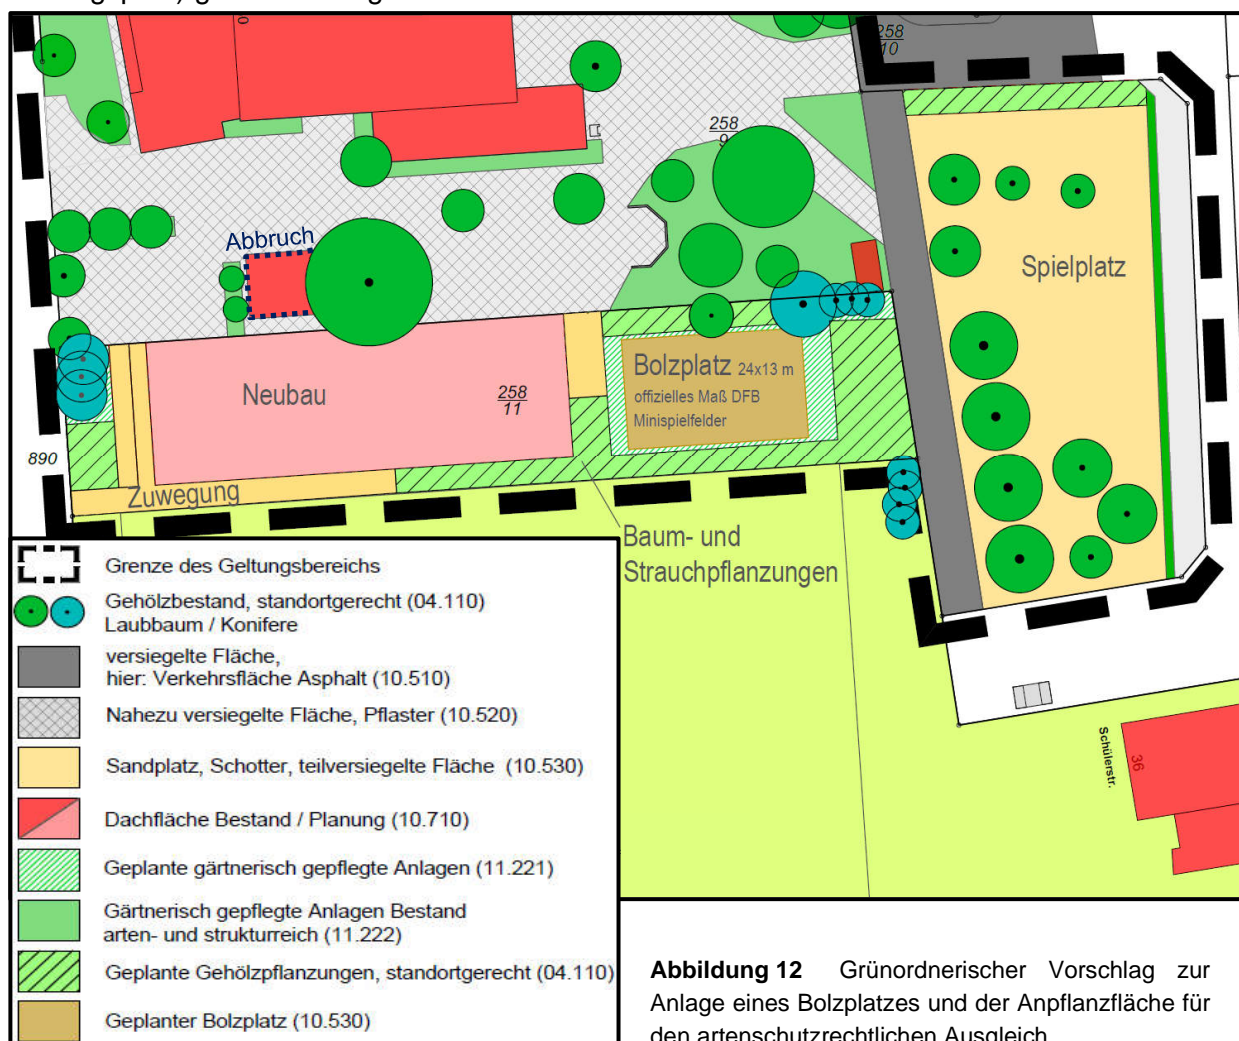 258
10
258
9
Abbruch
Spielplatz
Bolzplatz 24x13 m
offizielles Maß DFB
Minispielfelder
Neubau
258
11
890
Zuwegung
Baum- und
Strauchpflanzungen
Schülerstr.
36
Grenze des Geltungsbereichs
Gehölzbestand, standortgerecht (04.110)
Laubbaum / Konifere
versiegelte Fläche,
hier: Verkehrsfläche Asphalt (10.510)
Nahezu versiegelte Fläche, Pflaster (10.520)
Sandplatz, Schotter, teilversiegelte Fläche (10.530)
Dachfläche Bestand / Planung (10.710)
Geplante gärtnerisch gepflegte Anlagen (11.221)
Gärtnerisch gepflegte Anlagen Bestand
arten- und strukturreich (11.222)
Geplante Gehölzpflanzungen, standortgerecht (04.110)
Geplanter Bolzplatz (10.530)
Abbildung 12 Grünordnerischer Vorschlag zur
Anlage eines Bolzplatzes und der Anpflanzfläche für
den artenschutzrechtlichen Ausgleich